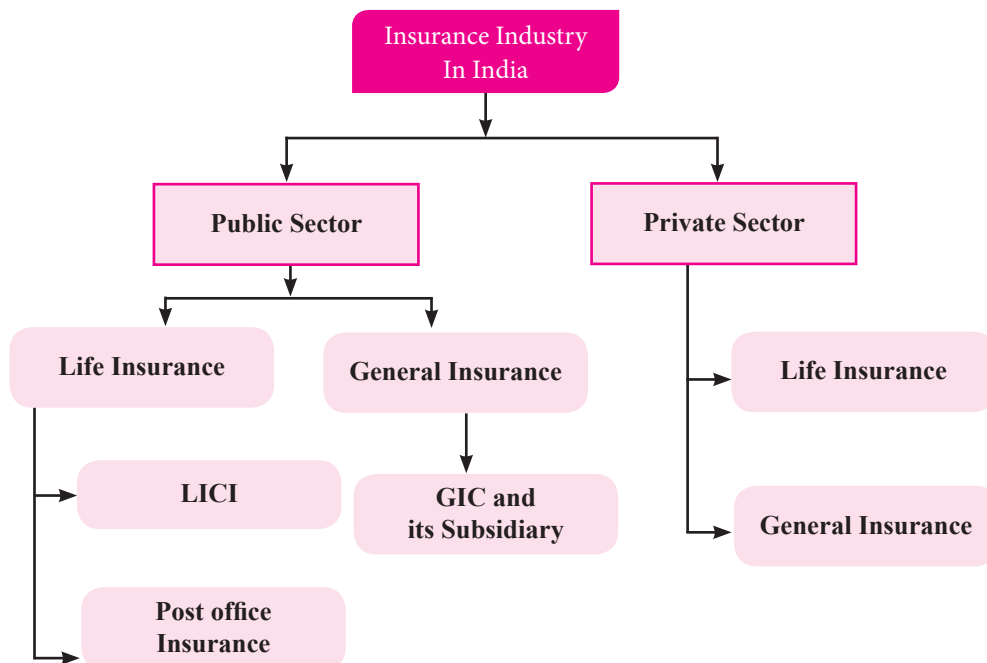 Insurance Industry
In India
Public Sector
Private Sector
Life Insurance
General Insurance
Life Insurance
LICI
GIC and
its Subsidiary
General Insurance
Post office
Insurance